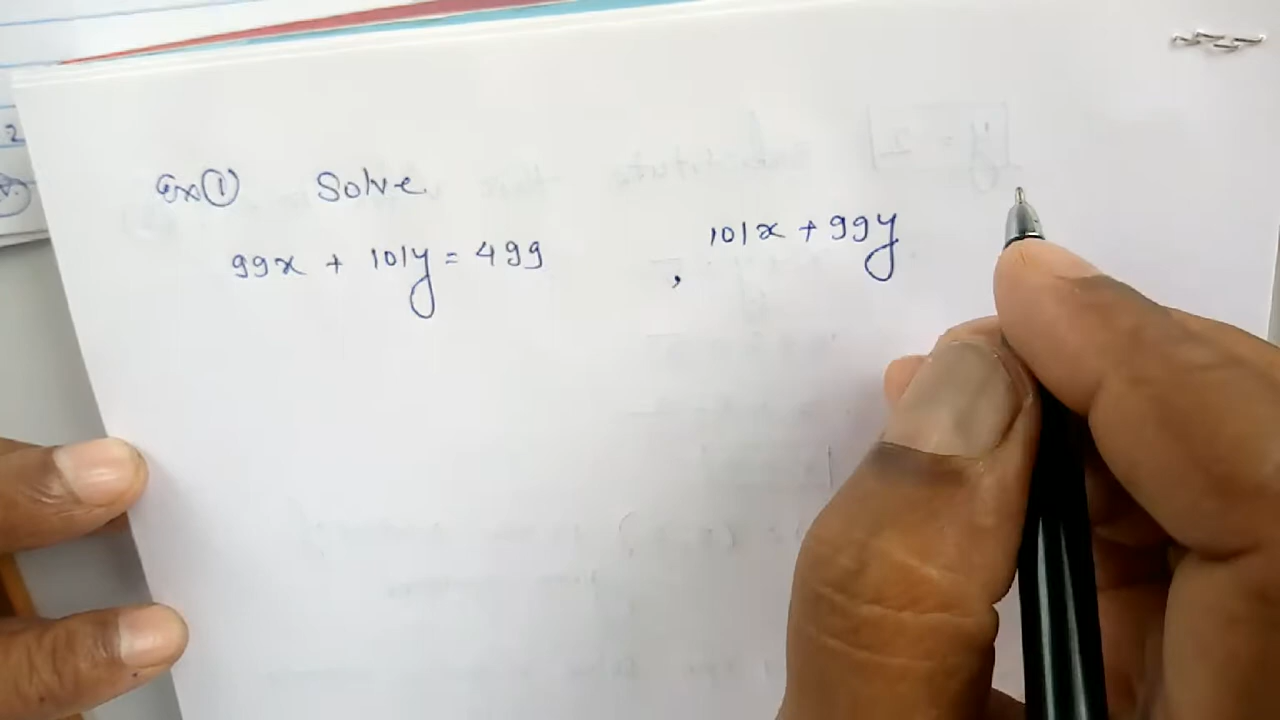 Ex① Solve
99x + 101y = 499 , 101x + 99y